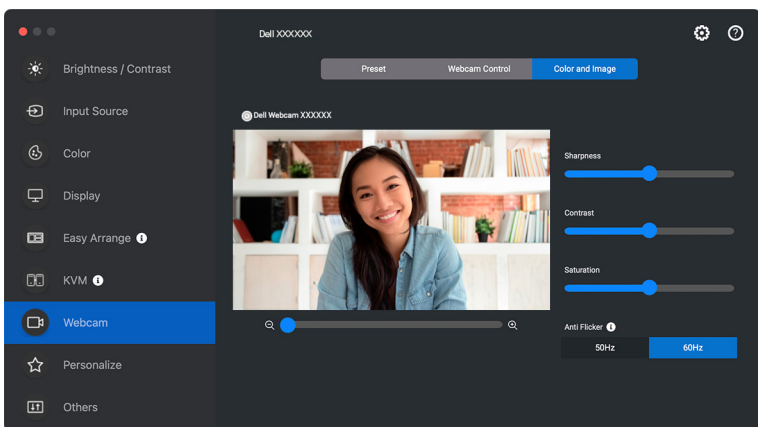 Dell XXXXXX
Brightness / Contrast
Input Source
Color
Display
Easy Arrange
KVM
Webcam
Personalize
Others
Preset
Webcam Control
Color and Image
Dell Webcam XXXXXX
Sharpness
Contrast
Saturation
Anti Flicker
50Hz
60Hz